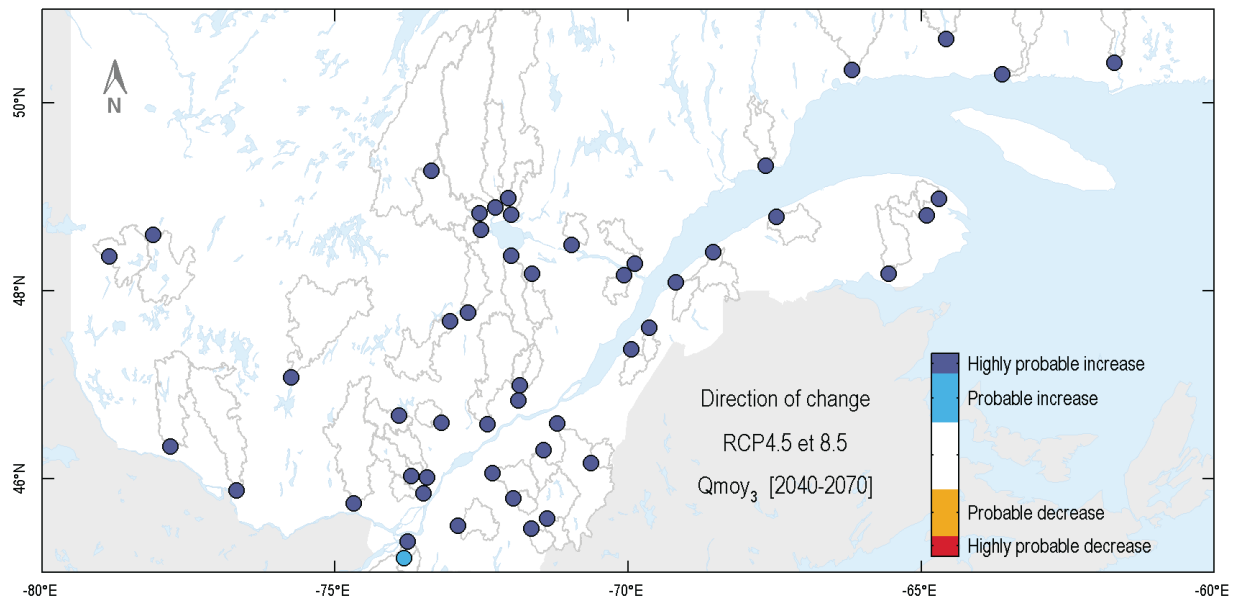 50°N
N
48°N
46°N
Highly probable increase
Probable increase
Direction of change
RCP4.5 et 8.5
Qmoy3 [2040-2070]
Probable decrease
Highly probable decrease
-80°E -75°E -70°E -65°E -60°E